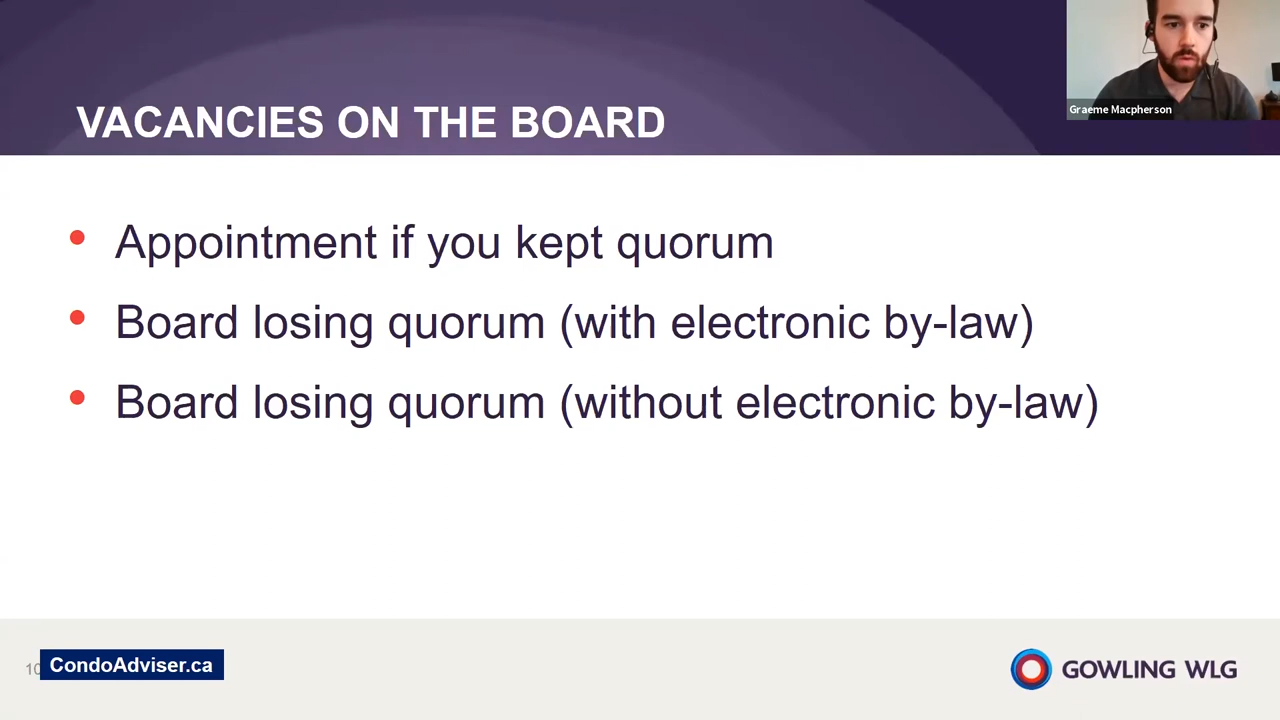 Graeme Macpherson
VACANCIES ON THE BOARD
• Appointment if you kept quorum
• Board losing quorum (with electronic by-law)
• Board losing quorum (without electronic by-law)
10
CondoAdviser.ca
GOWLING WLG